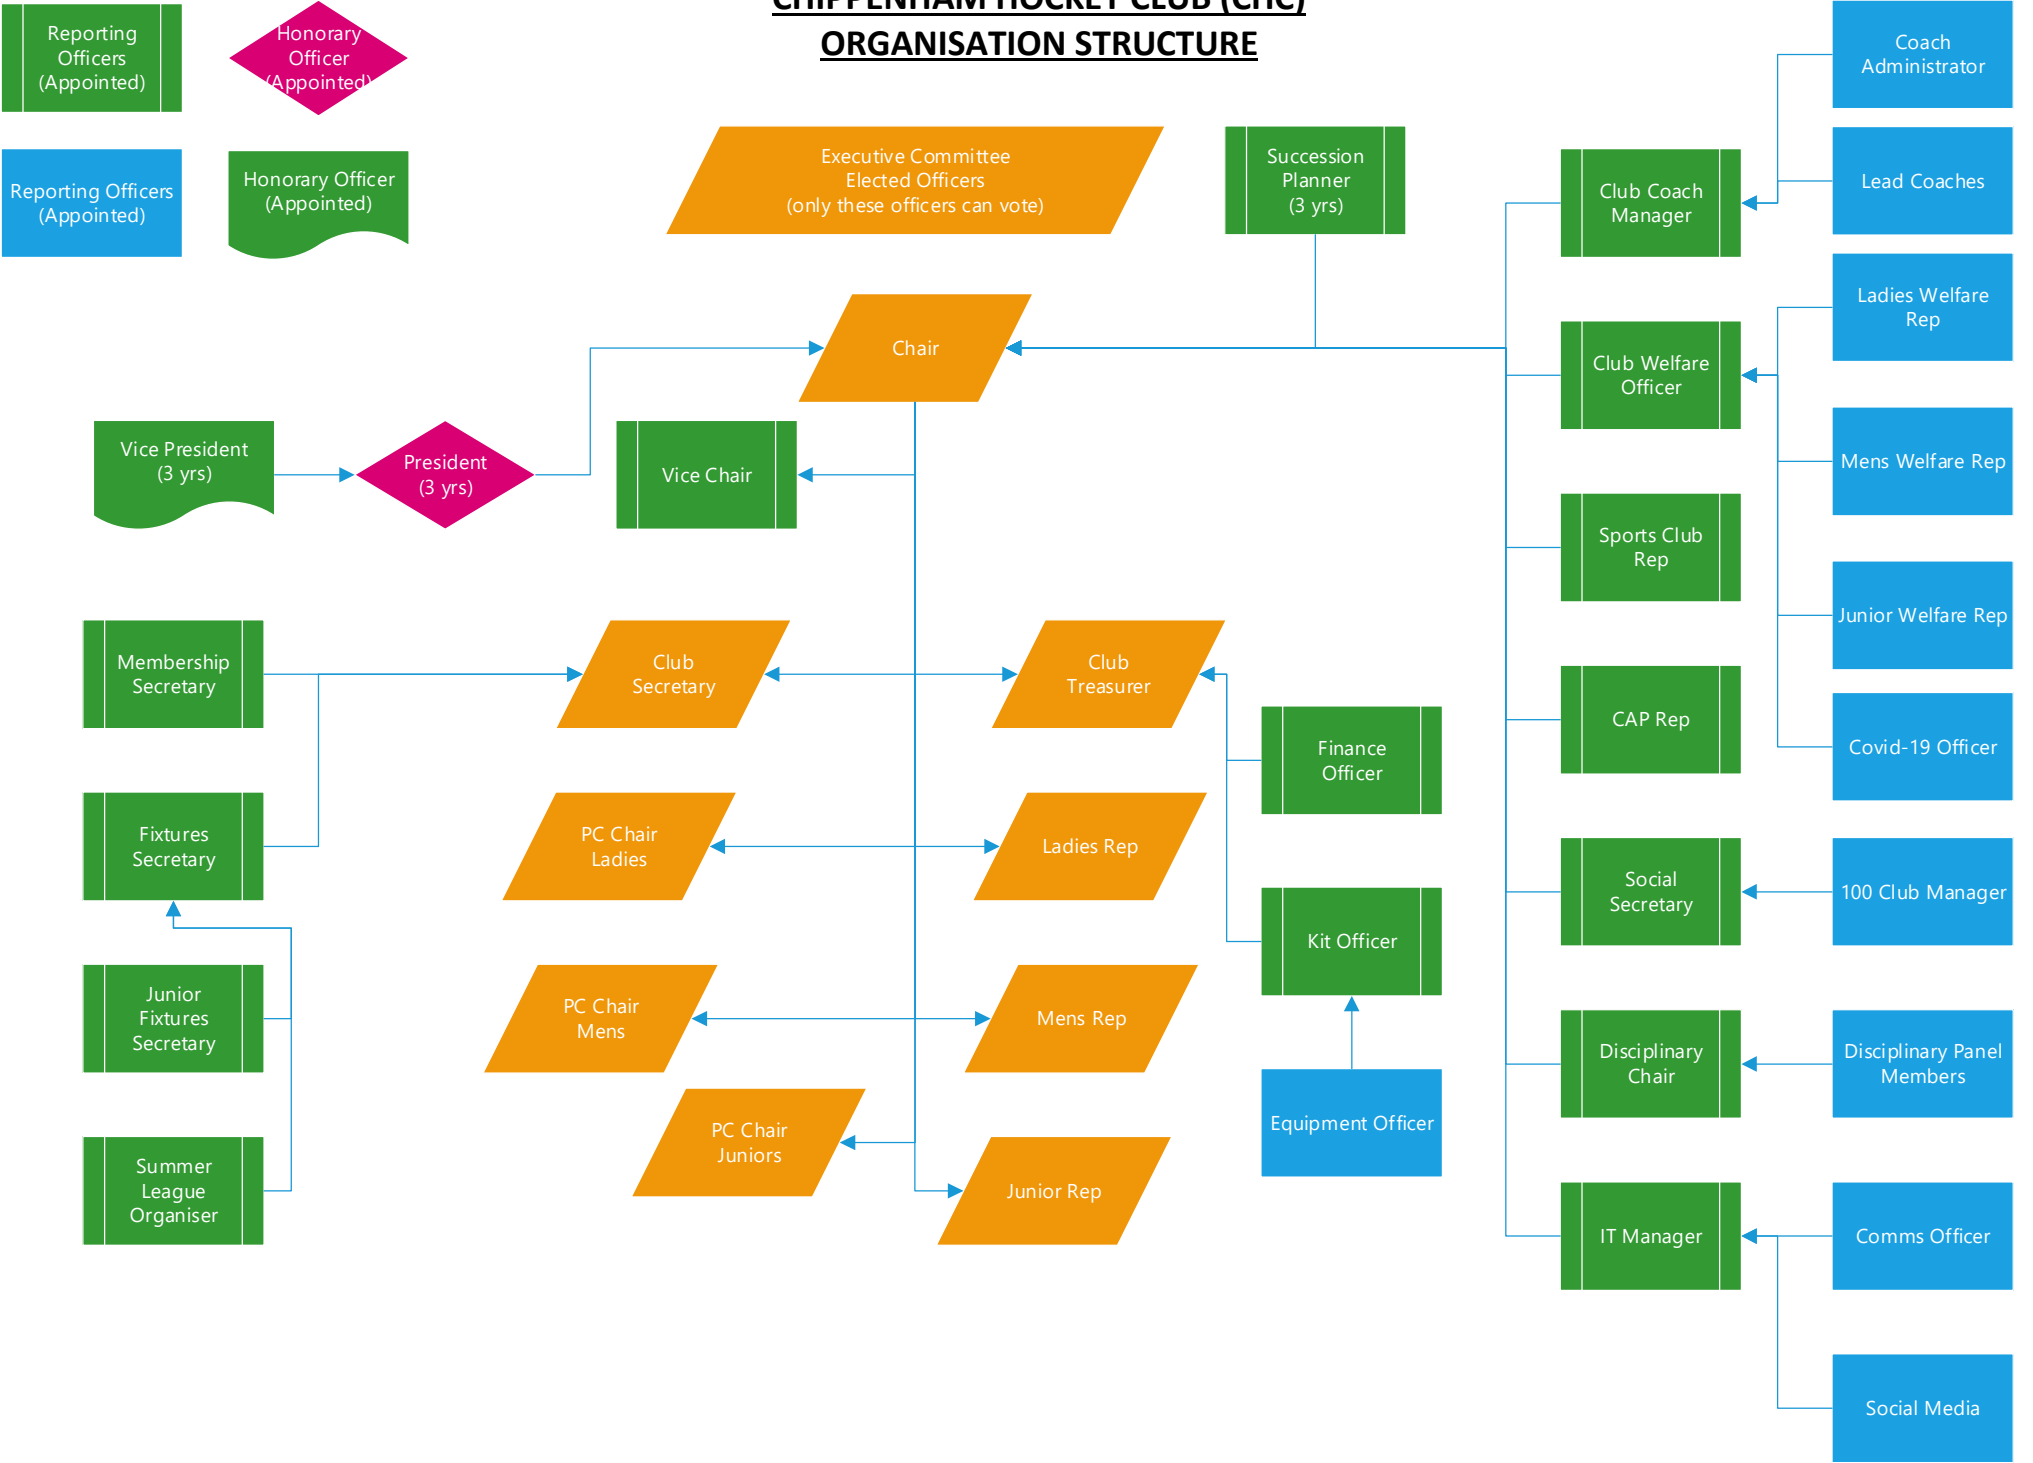 CHIPPENHAM HOCKEY CLUB (CHC)
ORGANISATION STRUCTURE
Reporting
Officers
(Appointed)
Honorary
Officer
(Appointed)
Reporting Officers
(Appointed)
Honorary Officer
(Appointed)
Executive Committee
Elected Officers
(only these officers can vote)
Succession
Planner
(3 yrs)
Chair
Vice President
(3 yrs)
President
(3 yrs)
Vice Chair
Membership
Secretary
Club
Secretary
Club
Treasurer
Finance
Officer
Fixtures
Secretary
PC Chair
Ladies
Ladies Rep
Kit Officer
Junior
Fixtures
Secretary
PC Chair
Mens
Mens Rep
Equipment Officer
Summer
League
Organiser
PC Chair
Juniors
Junior Rep
Club Coach
Manager
Coach
Administrator
Lead Coaches
Club Welfare
Officer
Ladies Welfare
Rep
Mens Welfare Rep
Sports Club
Rep
Junior Welfare Rep
CAP Rep
Covid-19 Officer
Social
Secretary
100 Club Manager
Disciplinary
Chair
Disciplinary Panel
Members
IT Manager
Comms Officer
Social Media